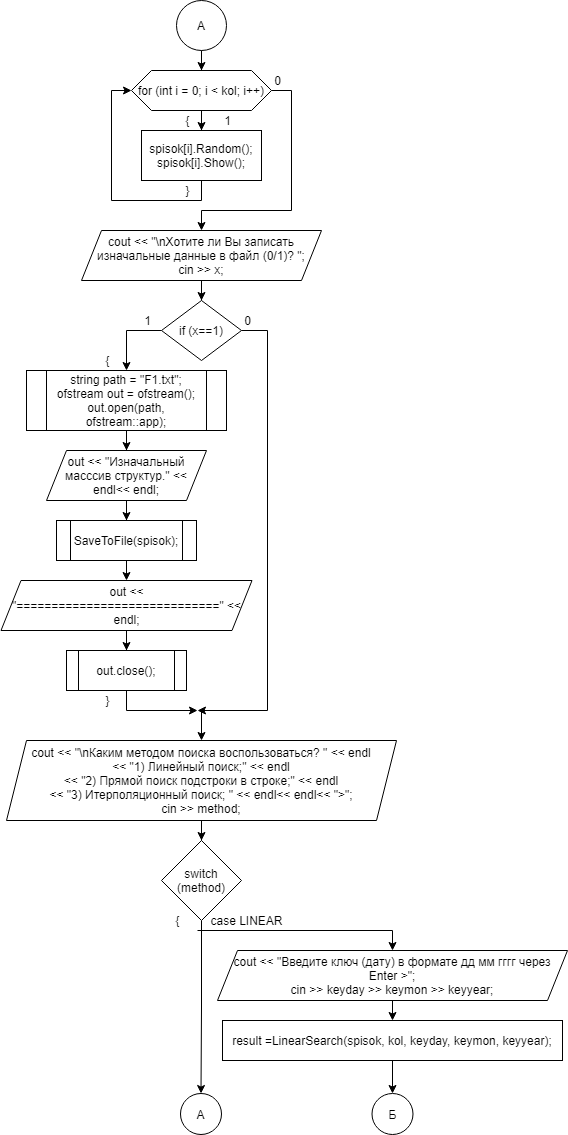 А
for (int i = 0; i < kol; i++)
0
{
1
spisok[i].Random();
spisok[i].Show();
}
cout << "\nХотите ли Вы записать
изначальные данные в файл (0/1)? ";
cin >> x;
1
if (x==1)
0
{
string path = "F1.txt";
ofstream out = ofstream();
out.open(path,
ofstream::app);
out << "Изначальный
масссив структур." <<
endl<< endl;
SaveToFile(spisok);
out <<
"=============================" <<
endl;
out.close();
}
cout << "\nКаким методом поиска воспользоваться? " << endl
<< "1) Линейный поиск;" << endl
<< "2) Прямой поиск подстроки в строке;" << endl
<< "3) Итерполяционный поиск; " << endl<< endl<< ">";
cin >> method;
switch
(method)
{
case LINEAR
cout << "Введите ключ (дату) в формате дд мм гггг через
Enter >";
cin >> keyday >> keymon >> keyyear;
result =LinearSearch(spisok, kol, keyday, keymon, keyyear);
А
Б